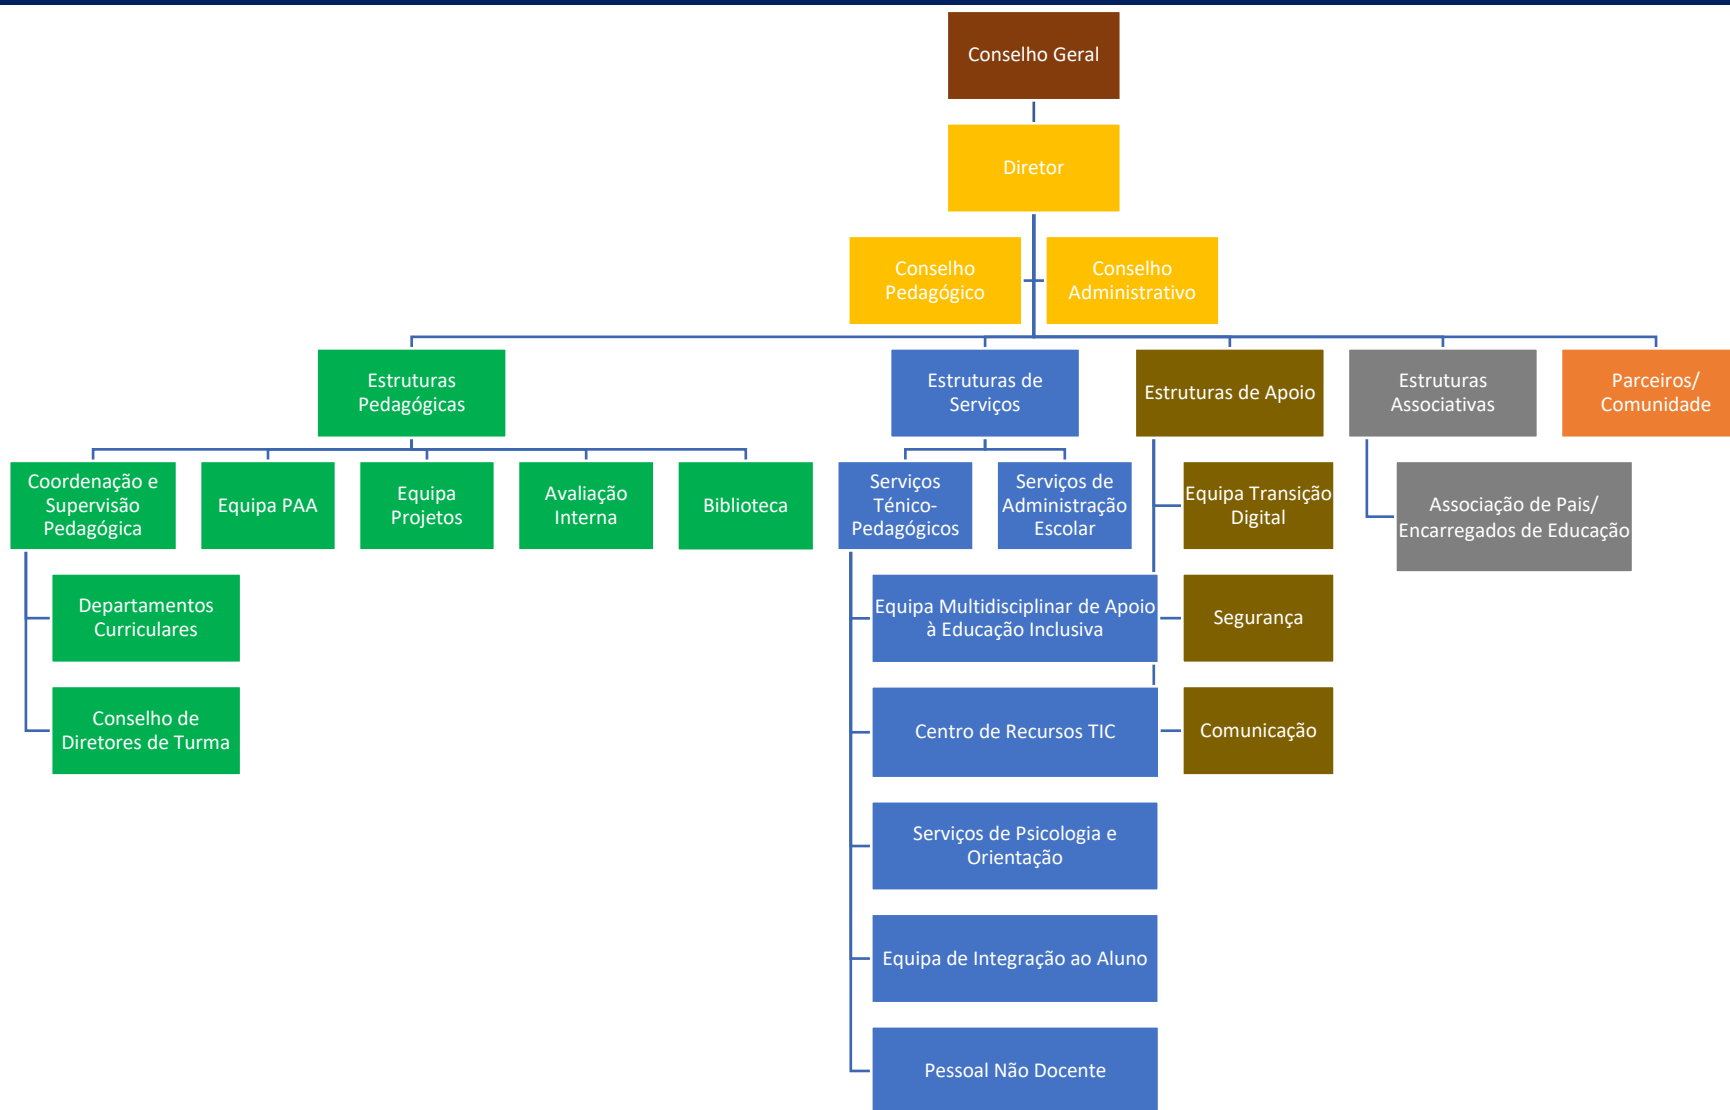 Conselho Geral
Diretor
Conselho
Pedagógico
Conselho
Administrativo
Estruturas
Pedagógicas
Estruturas de
Serviços
Estruturas de Apoio
Estruturas
Associativas
Parceiros/
Comunidade
Coordenação e
Supervisão
Pedagógica
Equipa PAA
Equipa
Projetos
Avaliação
Interna
Biblioteca
Serviços
Ténico-
Pedagógicos
Serviços de
Administração
Escolar
Equipa Transição
Digital
Associação de Pais/
Encarregados de Educação
Departamentos
Curriculares
Equipa Multidisciplinar de Apoio
à Educação Inclusiva
Segurança
Conselho de
Diretores de Turma
Centro de Recursos TIC
Comunicação
Serviços de Psicologia e
Orientação
Equipa de Integração ao Aluno
Pessoal Não Docente